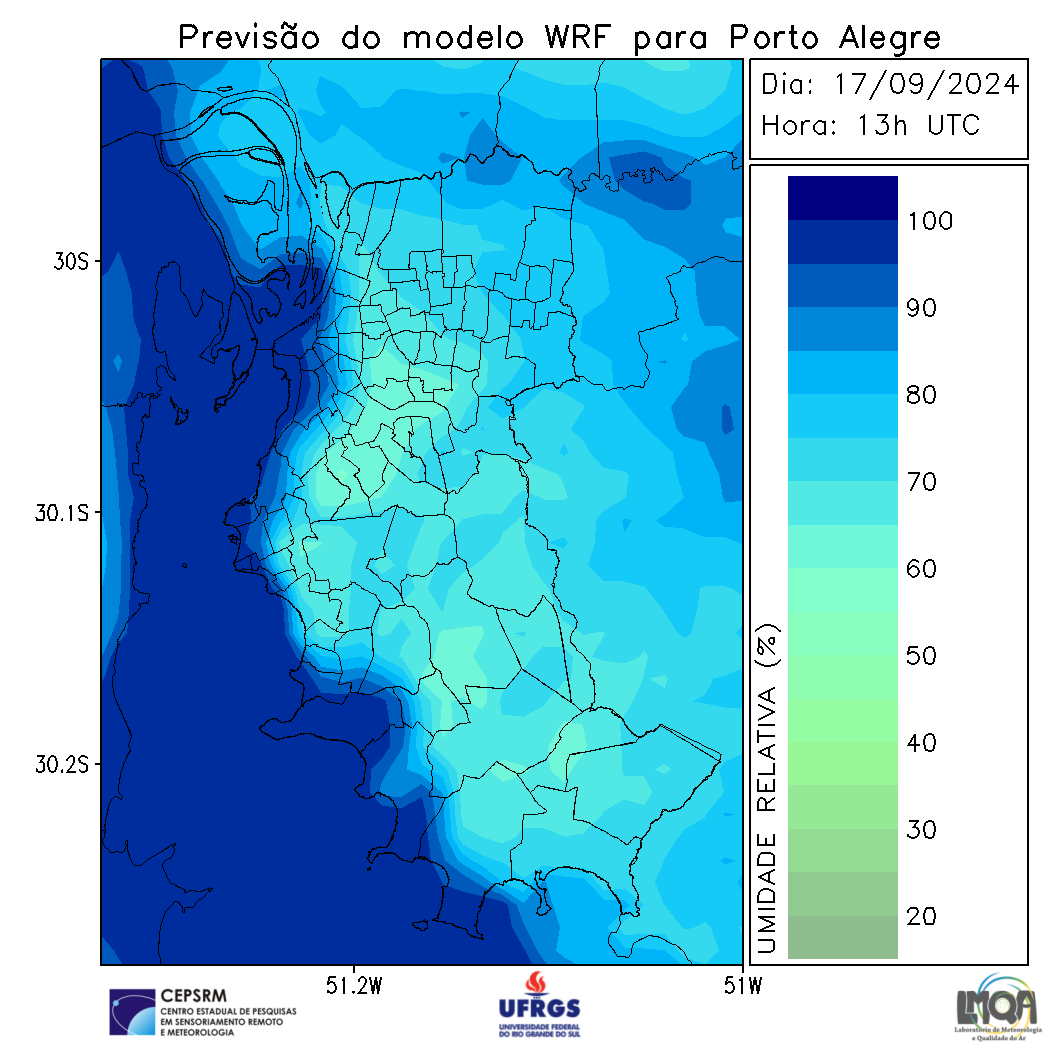 Previsão do modelo WRF para Porto Alegre
Dia: 17/09/2024
Hora: 13h UTC
30S
30.1S
30.2S
51.2W
51W
UMIDADE RELATIVA (%)
100
90
80
70
60
50
40
30
20
CEPSRM
CENTRO ESTADUAL DE PESQUISAS
EM SENSORIAMENTO REMOTO
E METEOROLOGIA
UFRGS
UNIVERSIDADE FEDERAL
DO RIO GRANDE DO SUL
LMQA
Laboratório de Meteorologia
e Qualidade do Ar